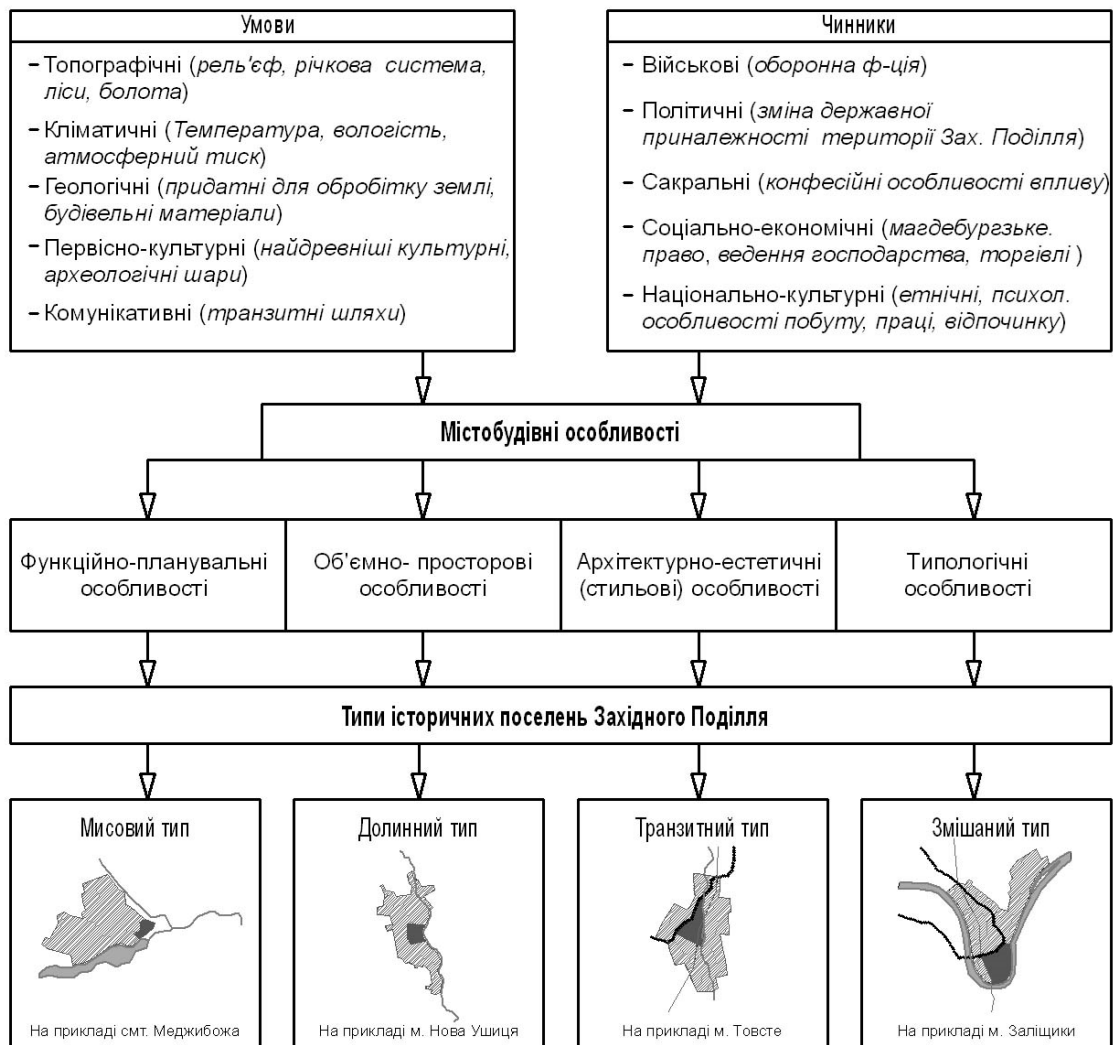 Умови
– Топографічні (рель'єф, річкова система,
ліси, болота)
– Кліматичні (Температура, вологість,
атмосферний тиск)
– Геологічні (придатні для обробітку землі,
будівельні матеріали)
– Первісно-культурні (найдревніші культурні,
археологічні шари)
– Комунікативні (транзитні шляхи)
Чинники
– Військові (оборонна ф-ція)
– Політичні (зміна державної
приналежності території Зах. Поділля)
– Сакральні (конфесійні особливості впливу)
– Соціально-економічні (магдебургзьке.
право, ведення господарства, торгівлі )
– Національно-культурні (етнічні, психол.
особливості побуту, праці, відпочинку)
Містобудівні особливості
Функційно-планувальні
особливості
Об'ємно- просторові
особливості
Архітектурно-естетичні
(стильові) особливості
Типологічні
особливості
Типи історичних поселень Західного Поділля
Мисовий тип
На прикладі смт. Меджибожа
Долинний тип
На прикладі м. Нова Ушиця
Транзитний тип
На прикладі м. Товсте
Змішаний тип
На прикладі м. Заліщики